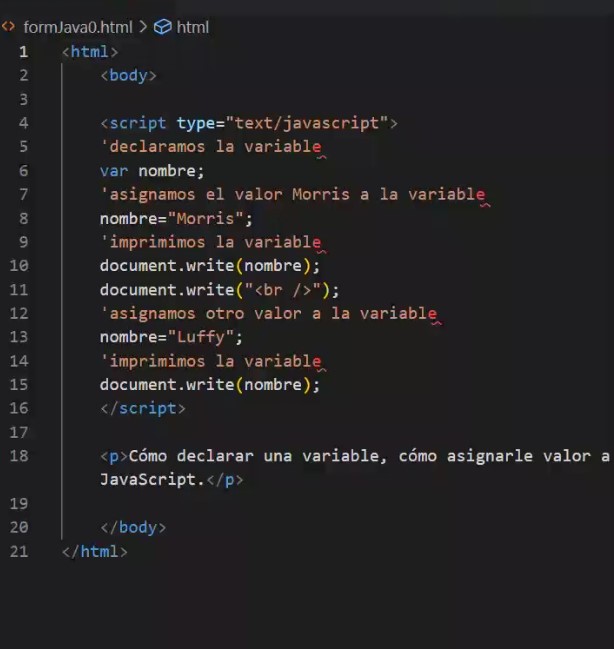 formJava0.html > html
1 <html>
2 <body>
3
4 <script type="text/javascript">
5 'declaramos la variable
6 var nombre;
7 'asignamos el valor Morris a la variable
8 nombre="Morris";
9 'imprimimos la variable
10 document.write(nombre);
11 document.write("<br />");
12 'asignamos otro valor a la variable
13 nombre="Luffy";
14 'imprimimos la variable
15 document.write(nombre);
16 </script>
17
18 <p>Cómo declarar una variable, cómo asignarle valor a
JavaScript.</p>
19
20 </body>
21 </html>